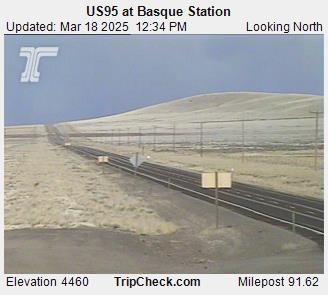 US95 at Basque Station
Updated: Mar 18 2025 12:34 PM Looking North
Elevation 4460 TripCheck.com Milepost 91.62